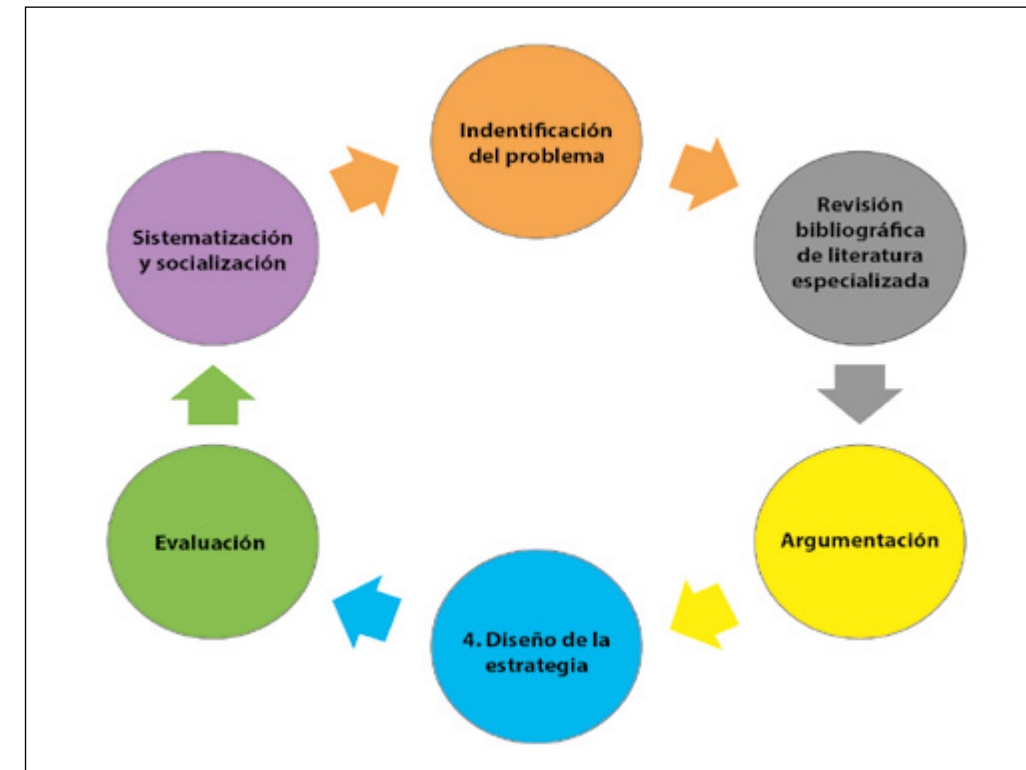 Indentificación
del problema
Revisión
bibliográfica
de literatura
especializada
Argumentación
4. Diseño de la
estrategia
Evaluación
Sistematización
y socialización